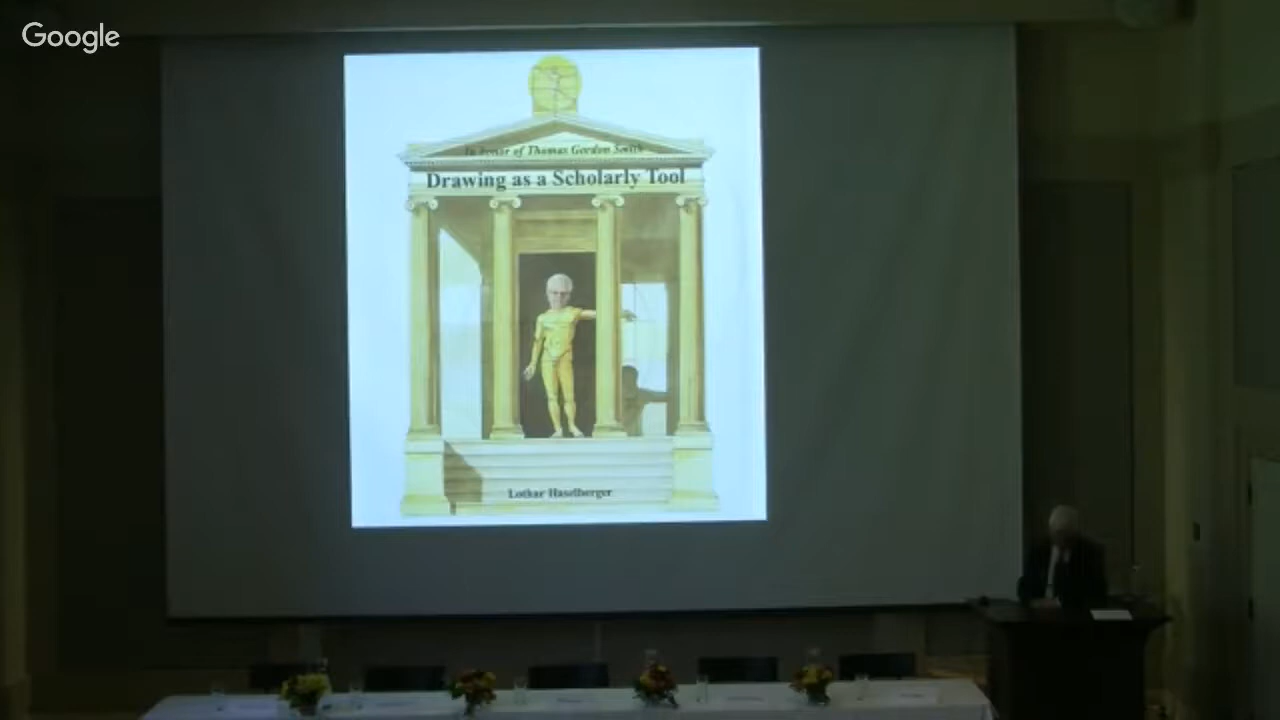 Google
In honor of Thomas Gordon Smith
Drawing as a Scholarly Tool
Lothar Haselberger